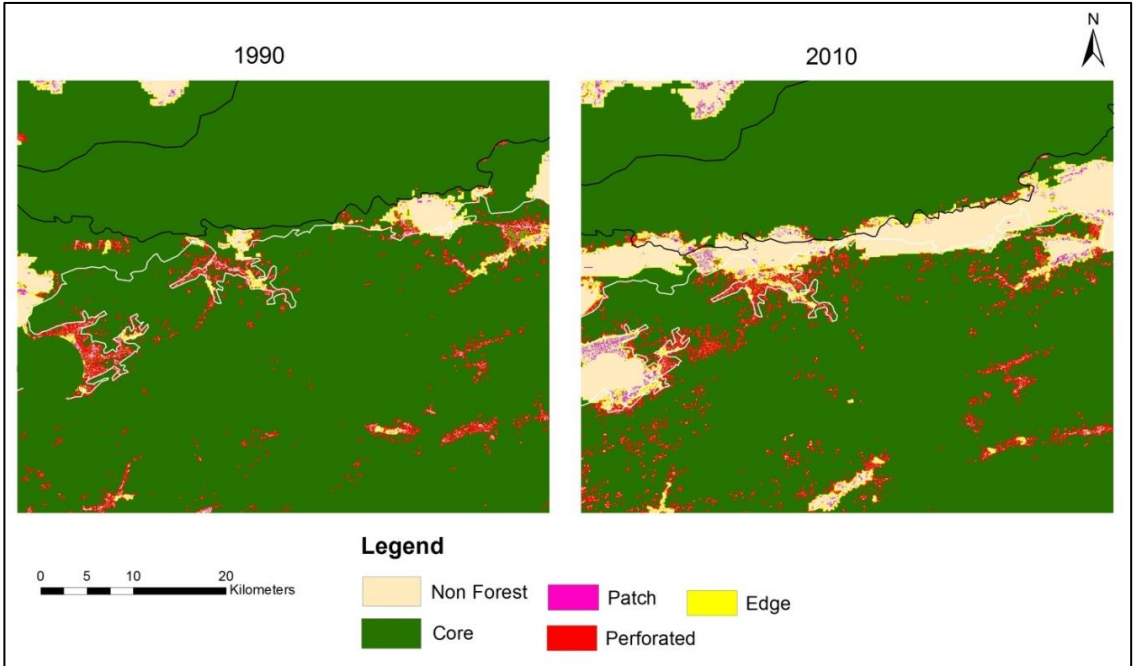 N
1990 2010
Legend
0 5 10 20
Kilometers
Non Forest Patch Edge
Core Perforated